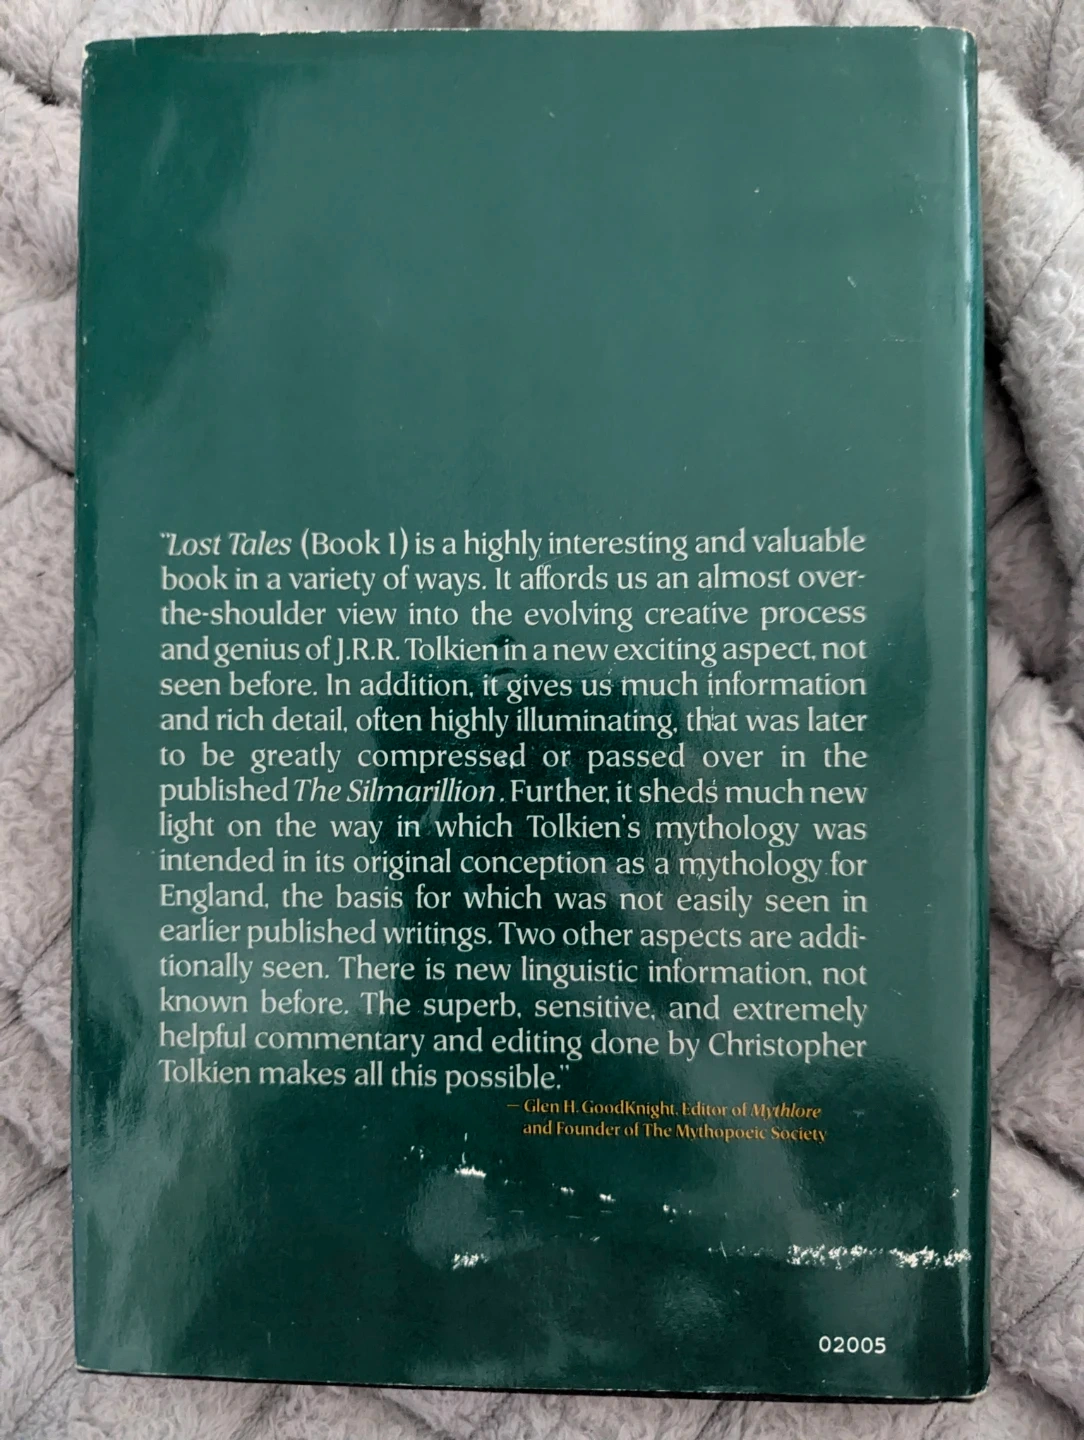 "Lost Tales (Book 1) is a highly interesting and valuable
book in a variety of ways. It affords us an almost over-
the-shoulder view into the evolving creative process
and genius of J.R.R. Tolkien in a new exciting aspect, not
seen before. In addition, it gives us much information
and rich detail, often highly illuminating, that was later
to be greatly compressed or passed over in the
published The Silmarillion. Further, it sheds much new
light on the way in which Tolkien's mythology was
intended in its original conception as a mythology for
England, the basis for which was not easily seen in
earlier published writings. Two other aspects are addi-
tionally seen. There is new linguistic information, not
known before. The superb, sensitive, and extremely
helpful commentary and editing done by Christopher
Tolkien makes all this possible."
— Glen H. GoodKnight, Editor of Mythlore
and Founder of The Mythopoeic Society
02005